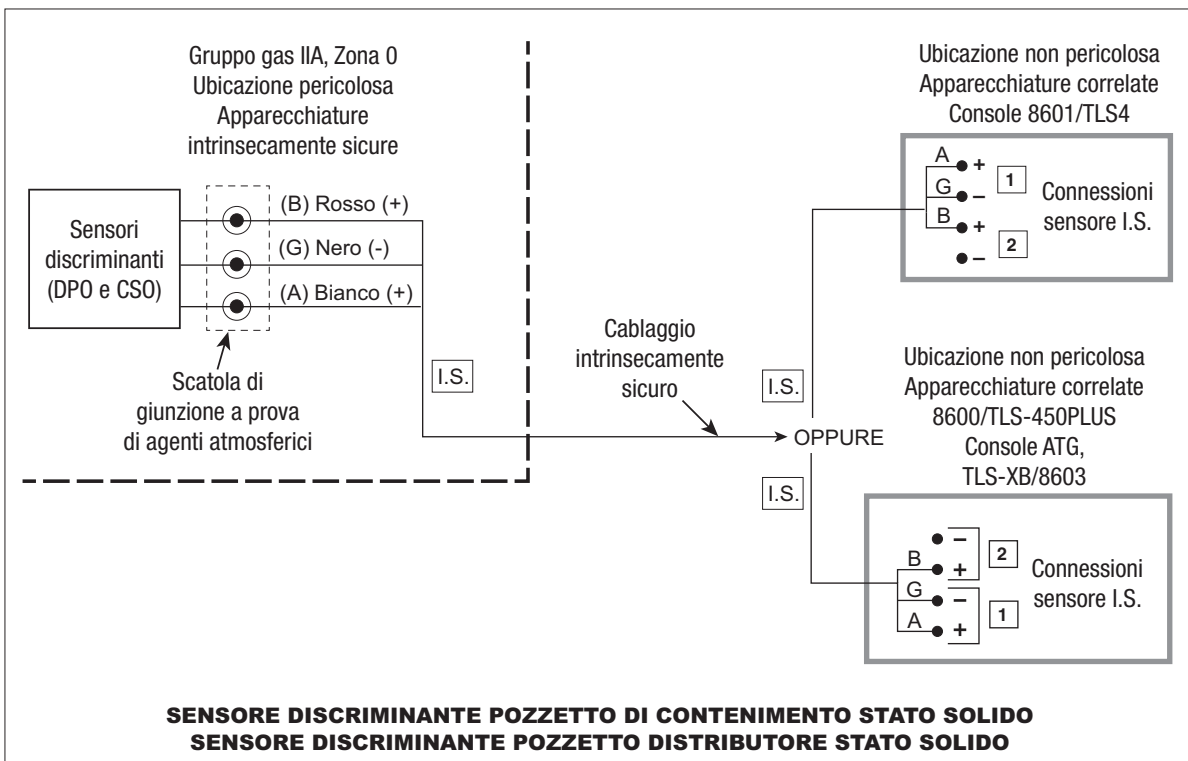 Gruppo gas IIA, Zona 0
Ubicazione pericolosa
Apparecchiature
intrinsecamente sicure
Sensori
discriminanti
(DPO e CSO)
(B) Rosso (+)
(G) Nero (-)
(A) Bianco (+)
Scatola di
giunzione a prova
di agenti atmosferici
I.S.
Cablaggio
intrinsecamente
sicuro
OPPURE
I.S.
I.S.
Ubicazione non pericolosa
Apparecchiature correlate
Console 8601/TLS4
A +
G − 1
B +
− 2
Connessioni
sensore I.S.
Ubicazione non pericolosa
Apparecchiature correlate
8600/TLS-450PLUS
Console ATG,
TLS-XB/8603
− 2
B +
G − 1
A +
Connessioni
sensore I.S.
SENSORE DISCRIMINANTE POZZETTO DI CONTENIMENTO STATO SOLIDO
SENSORE DISCRIMINANTE POZZETTO DISTRIBUTORE STATO SOLIDO